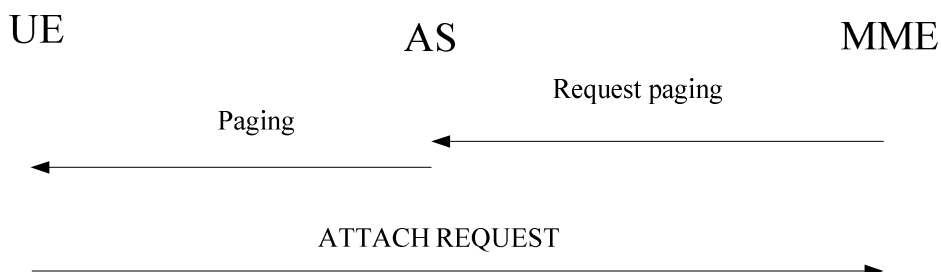 UE AS MME
Request paging
Paging
ATTACH REQUEST